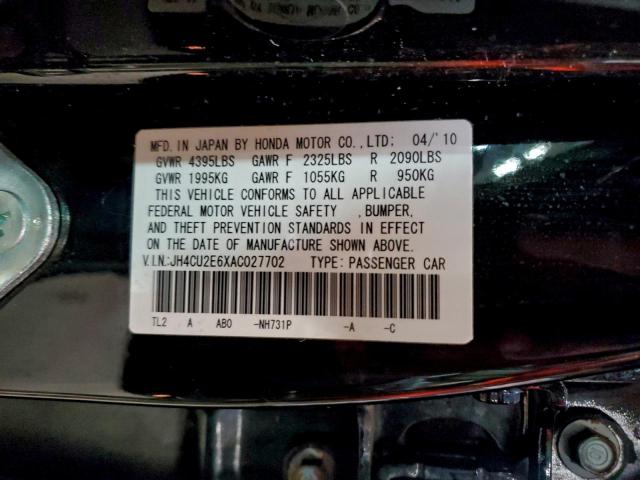 MFD. IN JAPAN BY HONDA MOTOR CO., LTD: 04/'10
GVWR 4395LBS GAWR F 2325LBS R 2090LBS
GVWR 1995KG GAWR F 1055KG R 950KG
THIS VEHICLE CONFORMS TO ALL APPLICABLE
FEDERAL MOTOR VEHICLE SAFETY , BUMPER,
AND THEFT PREVENTION STANDARDS IN EFFECT
ON THE DATE OF MANUFACTURE SHOWN ABOVE.
V.I.N.:JH4CU2E6XAC027702 TYPE: PASSENGER CAR
TL2 A AB0 -NH731P -A -C